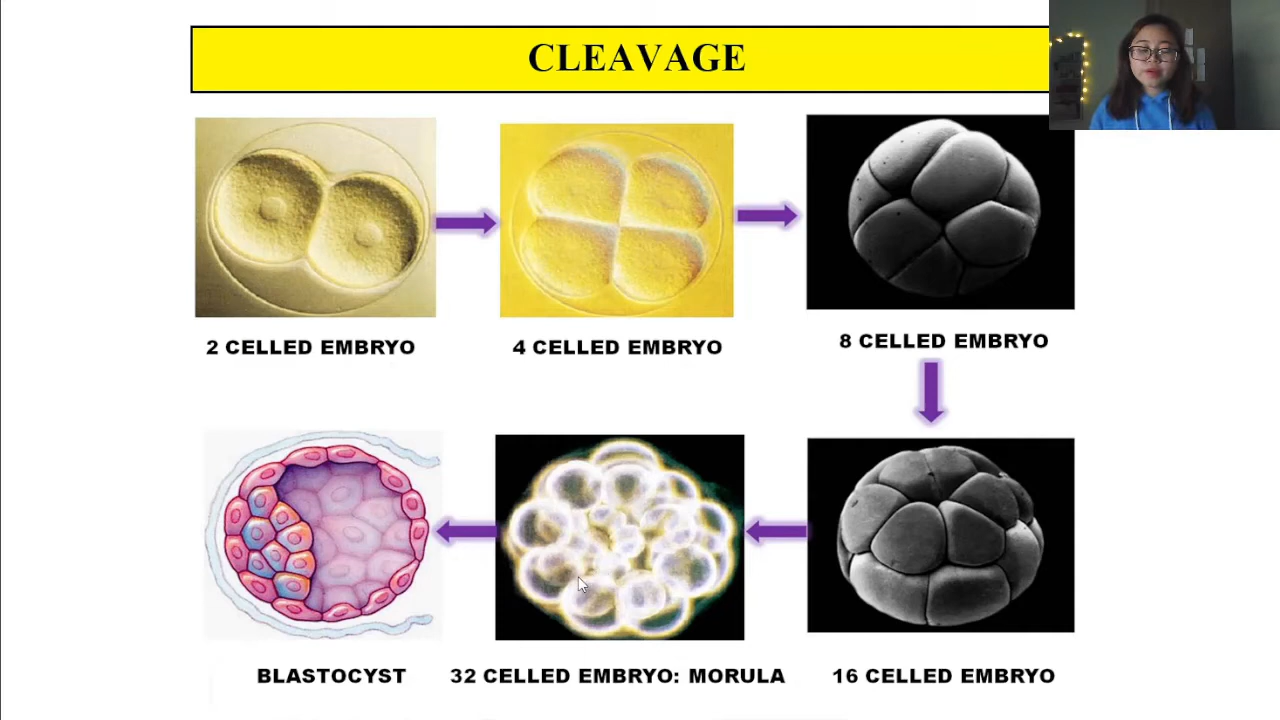 CLEAVAGE
2 CELLED EMBRYO
4 CELLED EMBRYO
8 CELLED EMBRYO
BLASTOCYST
32 CELLED EMBRYO: MORULA
16 CELLED EMBRYO